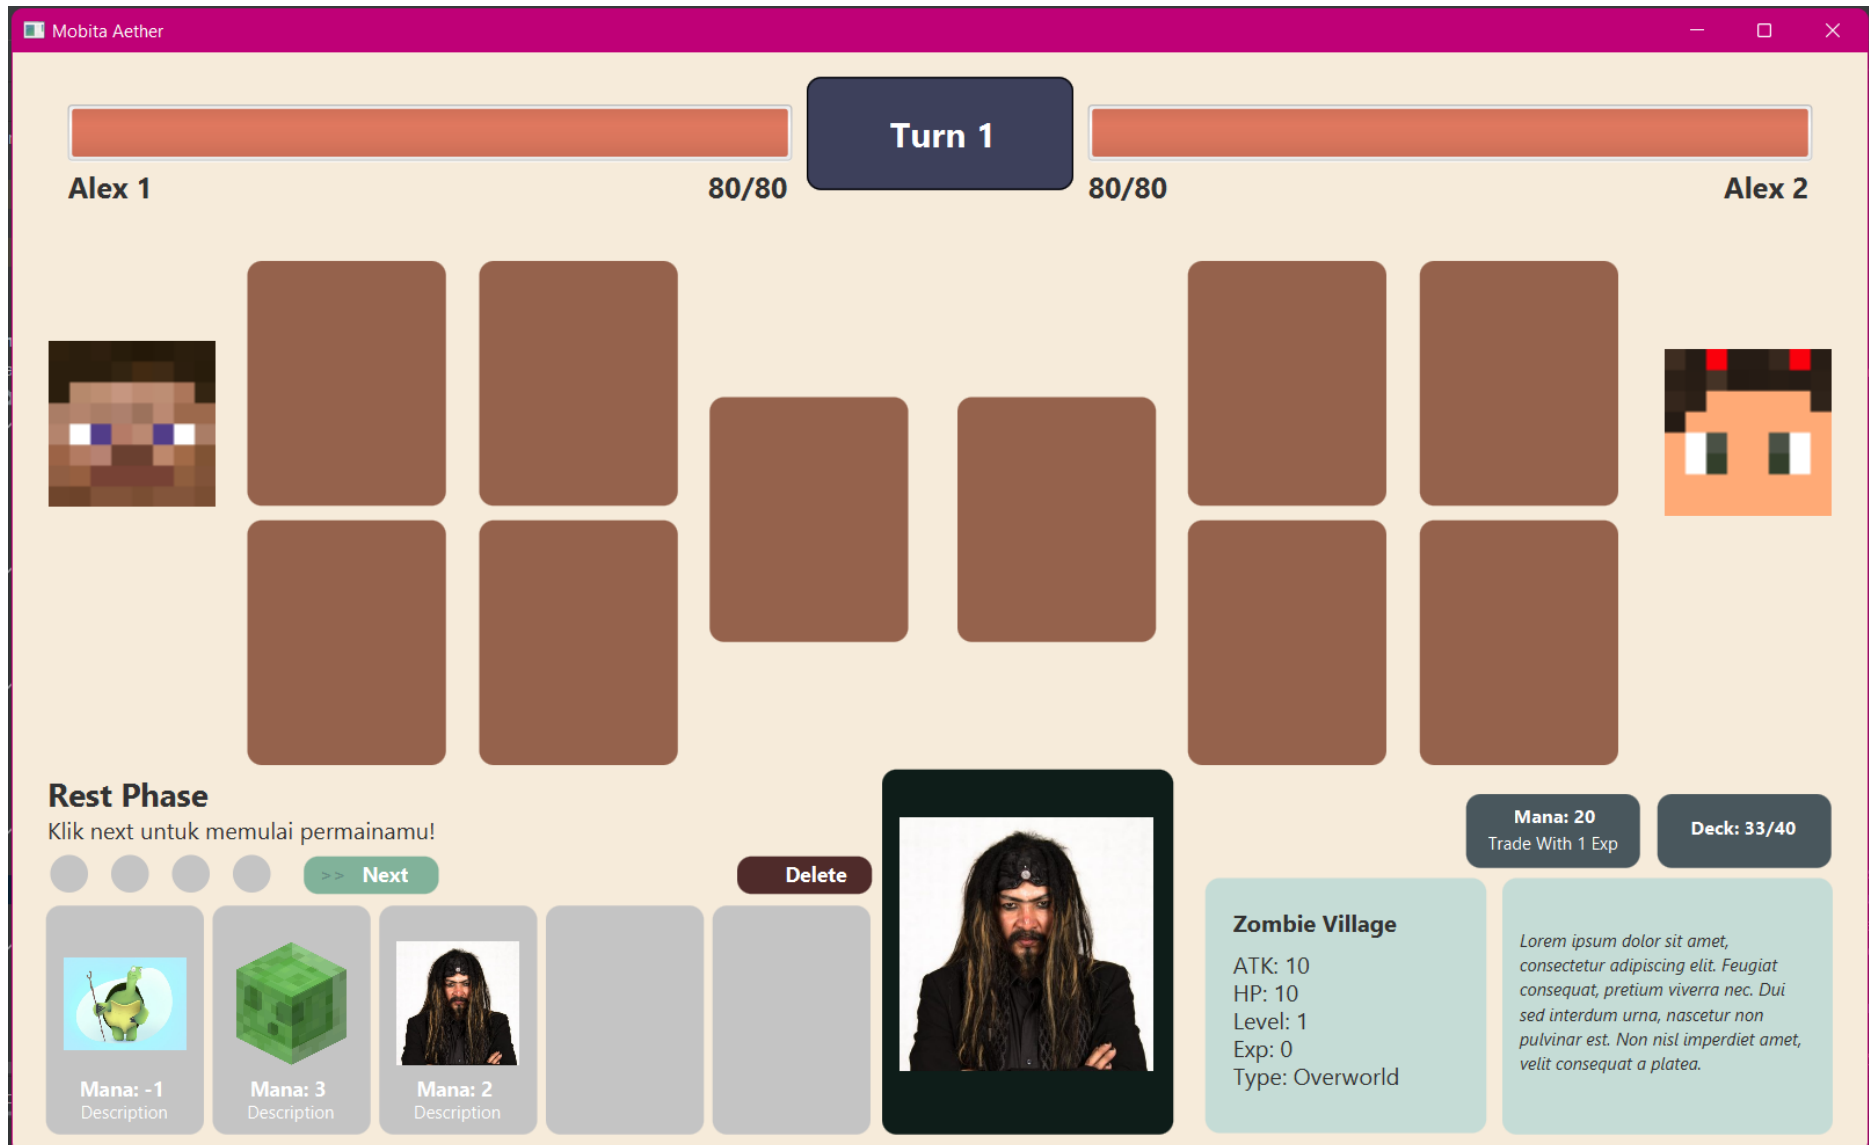 Mobita Aether
Turn 1
Alex 1
80/80
80/80
Alex 2
Rest Phase
Klik next untuk memulai permainamu!
>> Next
Delete
Mana: -1
Description
Mana: 3
Description
Mana: 2
Description
Mana: 20
Trade With 1 Exp
Deck: 33/40
Zombie Village
ATK: 10
HP: 10
Level: 1
Exp: 0
Type: Overworld
Lorem ipsum dolor sit amet,
consectetur adipiscing elit. Feugiat
consequat, pretium viverra nec. Dui
sed interdum urna, nascetur non
pulvinar est. Non nisl imperdiet amet,
velit consequat a platea.